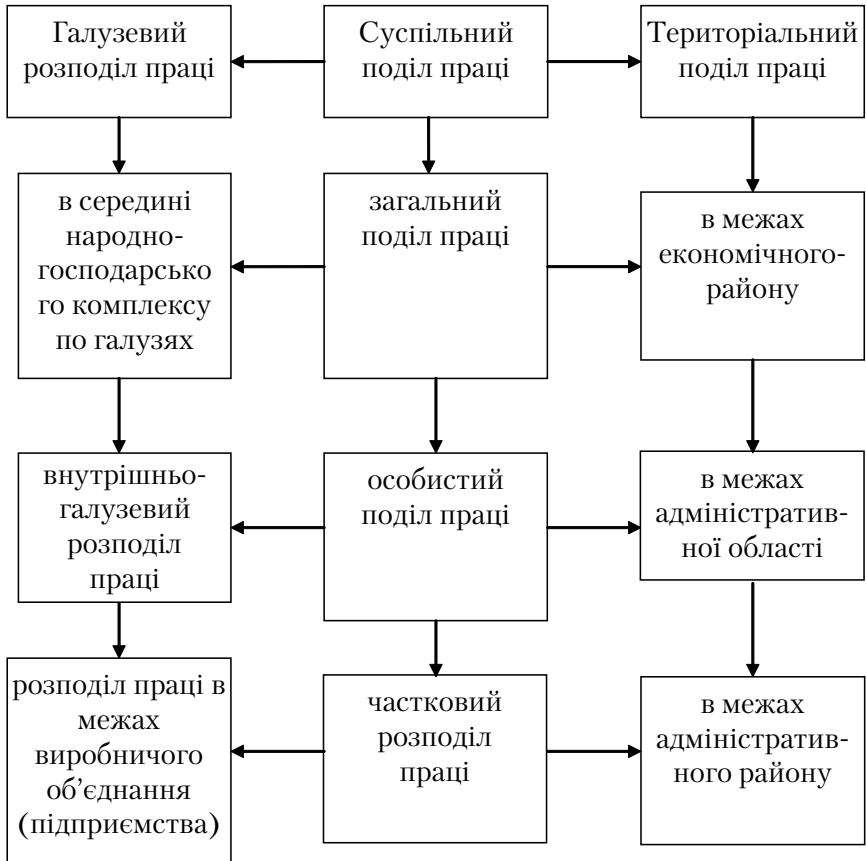 Галузевий
розподіл праці
Суспільний
поділ праці
Територіальний
поділ праці
в середині
народно-
господарсько
го комплексу
по галузях
загальний
поділ праці
в межах
економічного-
району
внутрішньо-
галузевий
розподіл
праці
особистий
поділ праці
в межах
адміністратив-
ної області
розподіл праці в
межах
виробничого
об’єднання
(підприємства)
частковий
розподіл
праці
в межах
адміністратив-
ного району